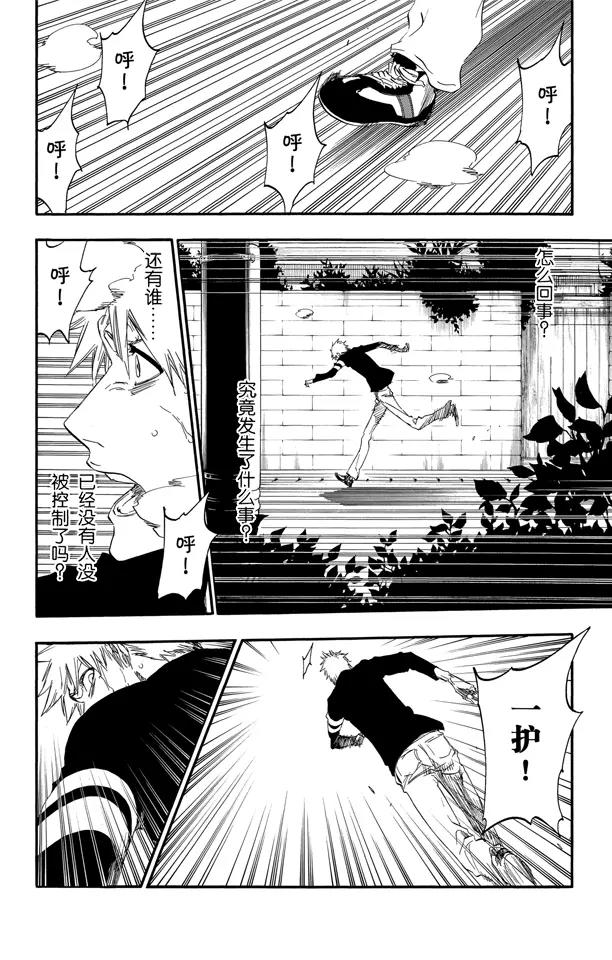 呼！
呼！
呼！
呼！
怎么回事？
究竟发生了什么事？
还有谁……
呼！
呼！
已经没有人没
被控制了吗？
一护！